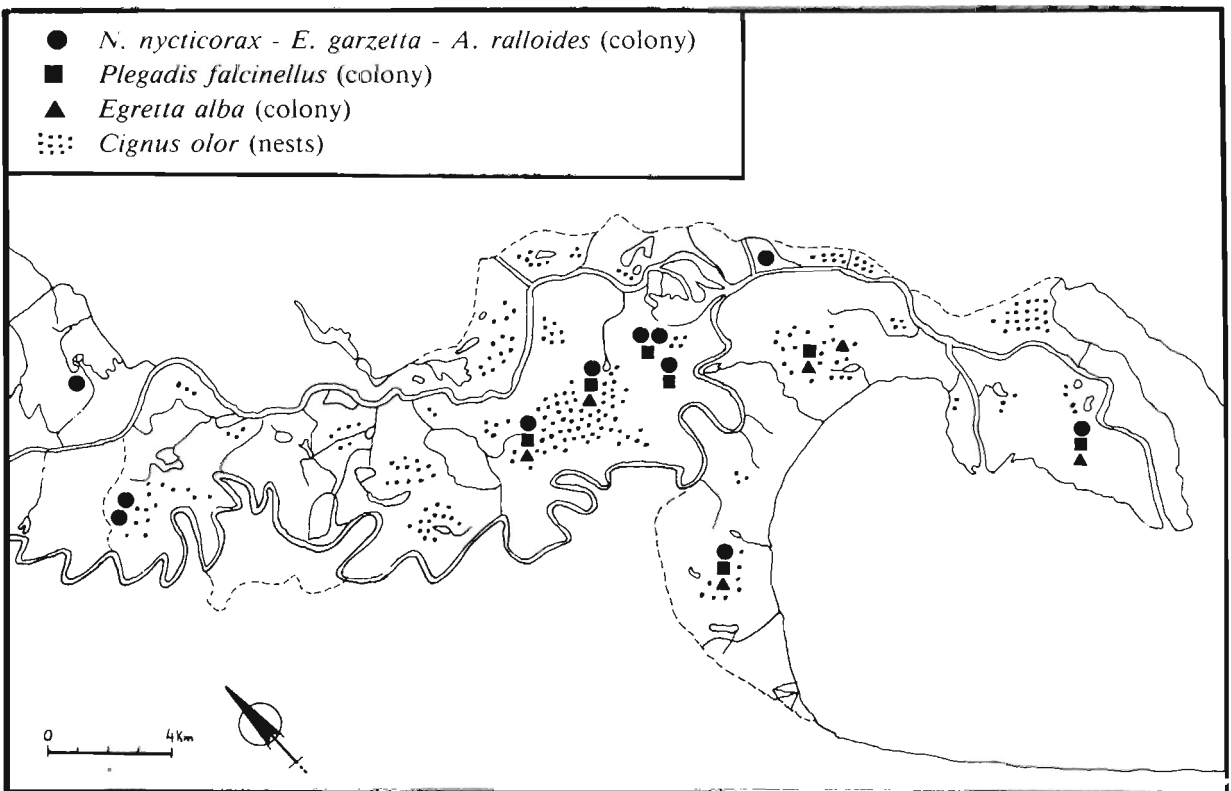 N. nycticorax - E. garzetta - A. ralloides (colony)
Plegadis falcinellus (colony)
Egretta alba (colony)
Cignus olor (nests)
0 4Km